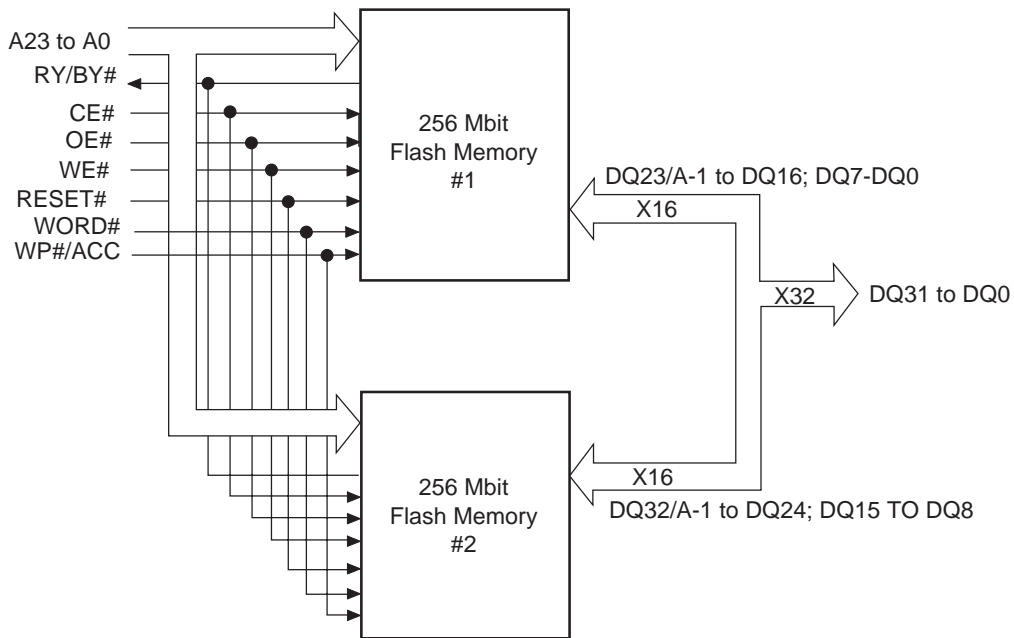 A23 to A0
RY/BY#
CE#
OE#
WE#
RESET#
WORD#
WP#/ACC
256 Mbit
Flash Memory
#1
DQ23/A-1 to DQ16; DQ7-DQ0
X16
X32
DQ31 to DQ0
X16
DQ32/A-1 to DQ24; DQ15 TO DQ8
256 Mbit
Flash Memory
#2